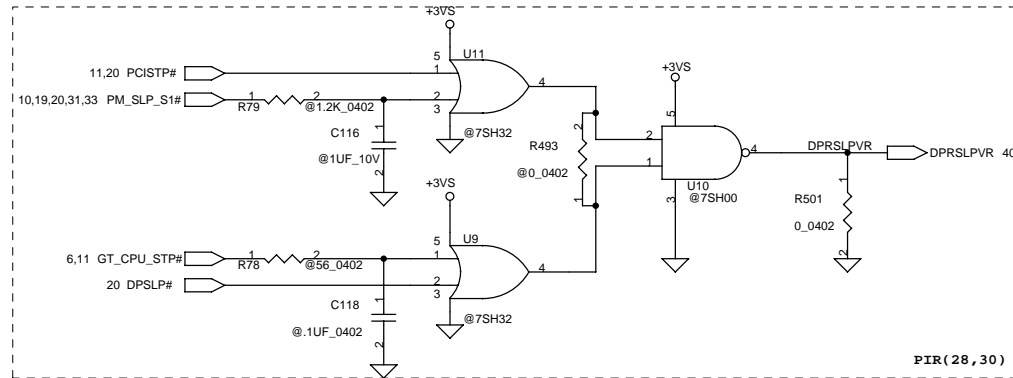 +3VS
5
U11
11,20 PCISTP#
1
4
+3VS
10,19,20,31,33 PM_SLP_S1#
1
2
2
R79
@1.2K_0402
3
5
C116
1
@7SH32
2
R493
2
@1UF_10V
4
DPRSLPVR
DPRSLPVR 40
2
@0_0402
1
+3VS
U10
1
1
@7SH00
R501
3
5
U9
0_0402
6,11 GT_CPU_STP#
1
2
1
R78
@56_0402
4
2
20 DPSLP#
2
3
C118
1
@7SH32
@.1UF_0402
2
PIR(28,30)